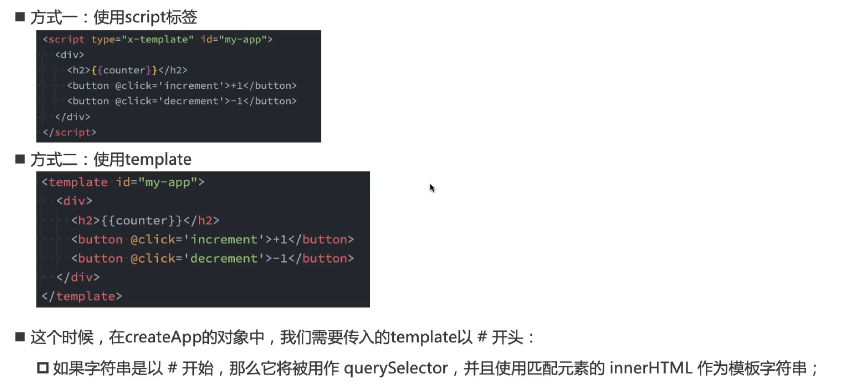 方式一：使用script标签
<script type="x-template" id="my-app">
<div>
<h2>{{counter}}</h2>
<button @click='increment'>+1</button>
<button @click='decrement'>-1</button>
</div>
</script>
方式二：使用template
<template id="my-app">
<div>
<h2>{{counter}}</h2>
<button @click='increment'>+1</button>
<button @click='decrement'>-1</button>
</div>
</template>
这个时候，在createApp的对象中，我们需要传入的template以 # 开头：
如果字符串是以 # 开始，那么它将被用作 querySelector，并且使用匹配元素的 innerHTML 作为模板字符串；